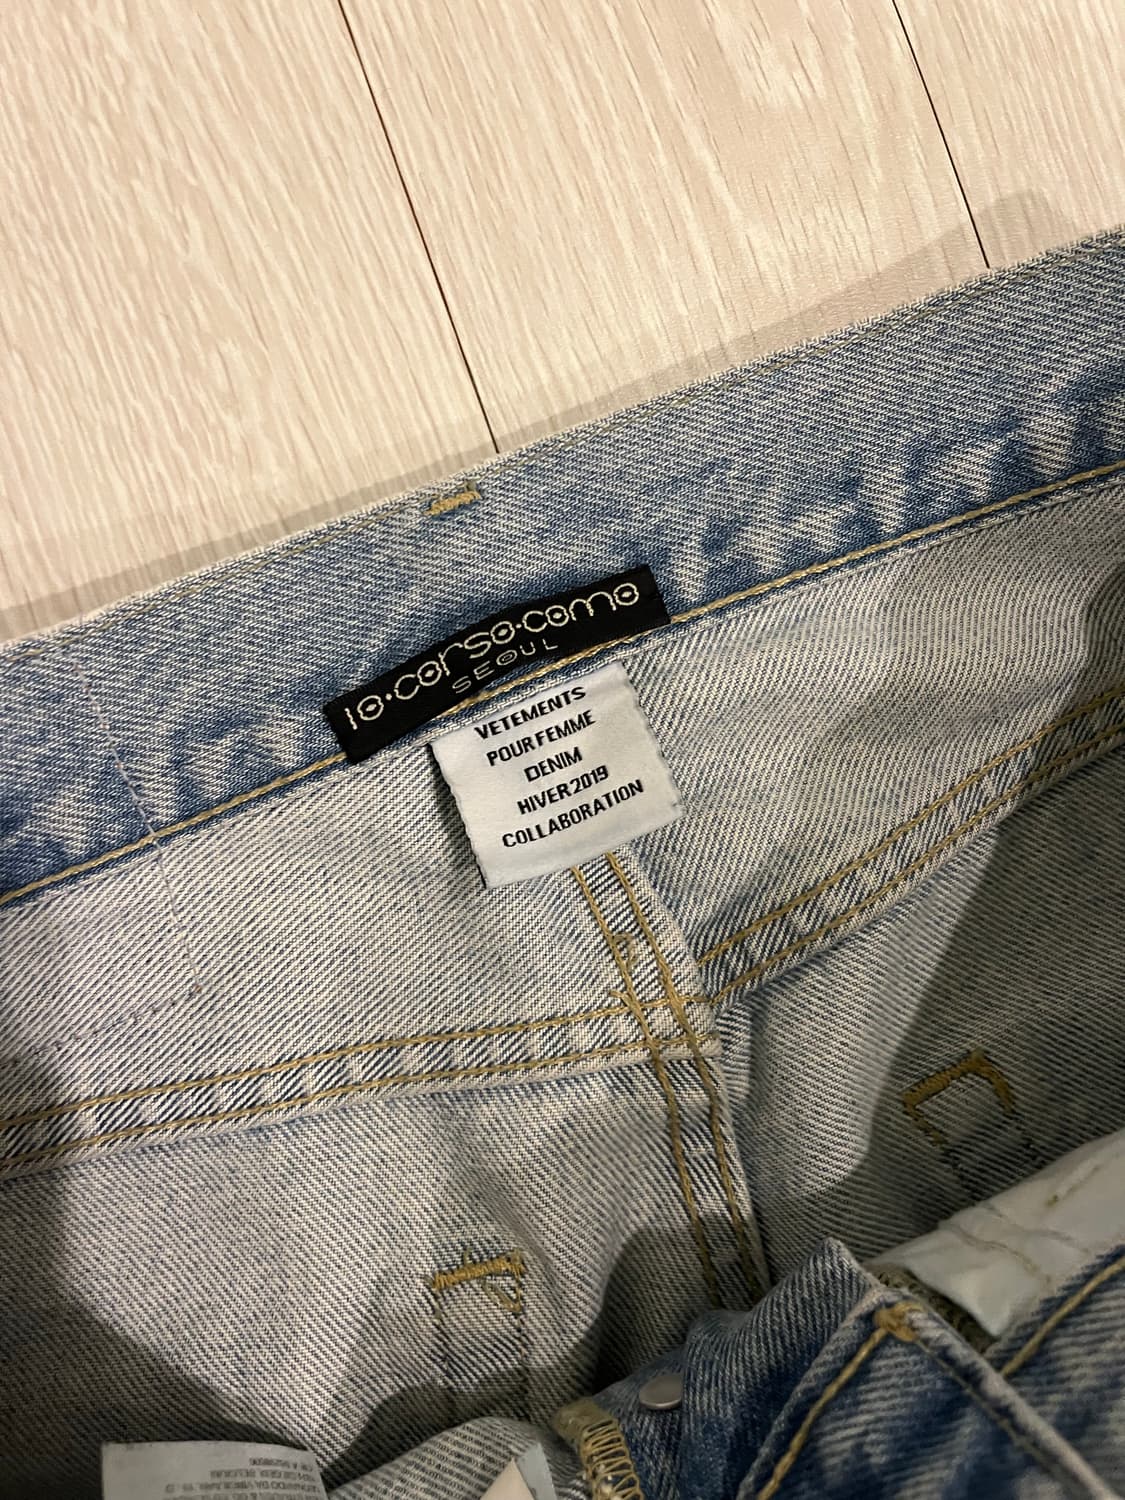 10·corso·como
SEOUL
VETEMENTS
POUR FEMME
DENIM
HIVER 2019
COLLABORATION